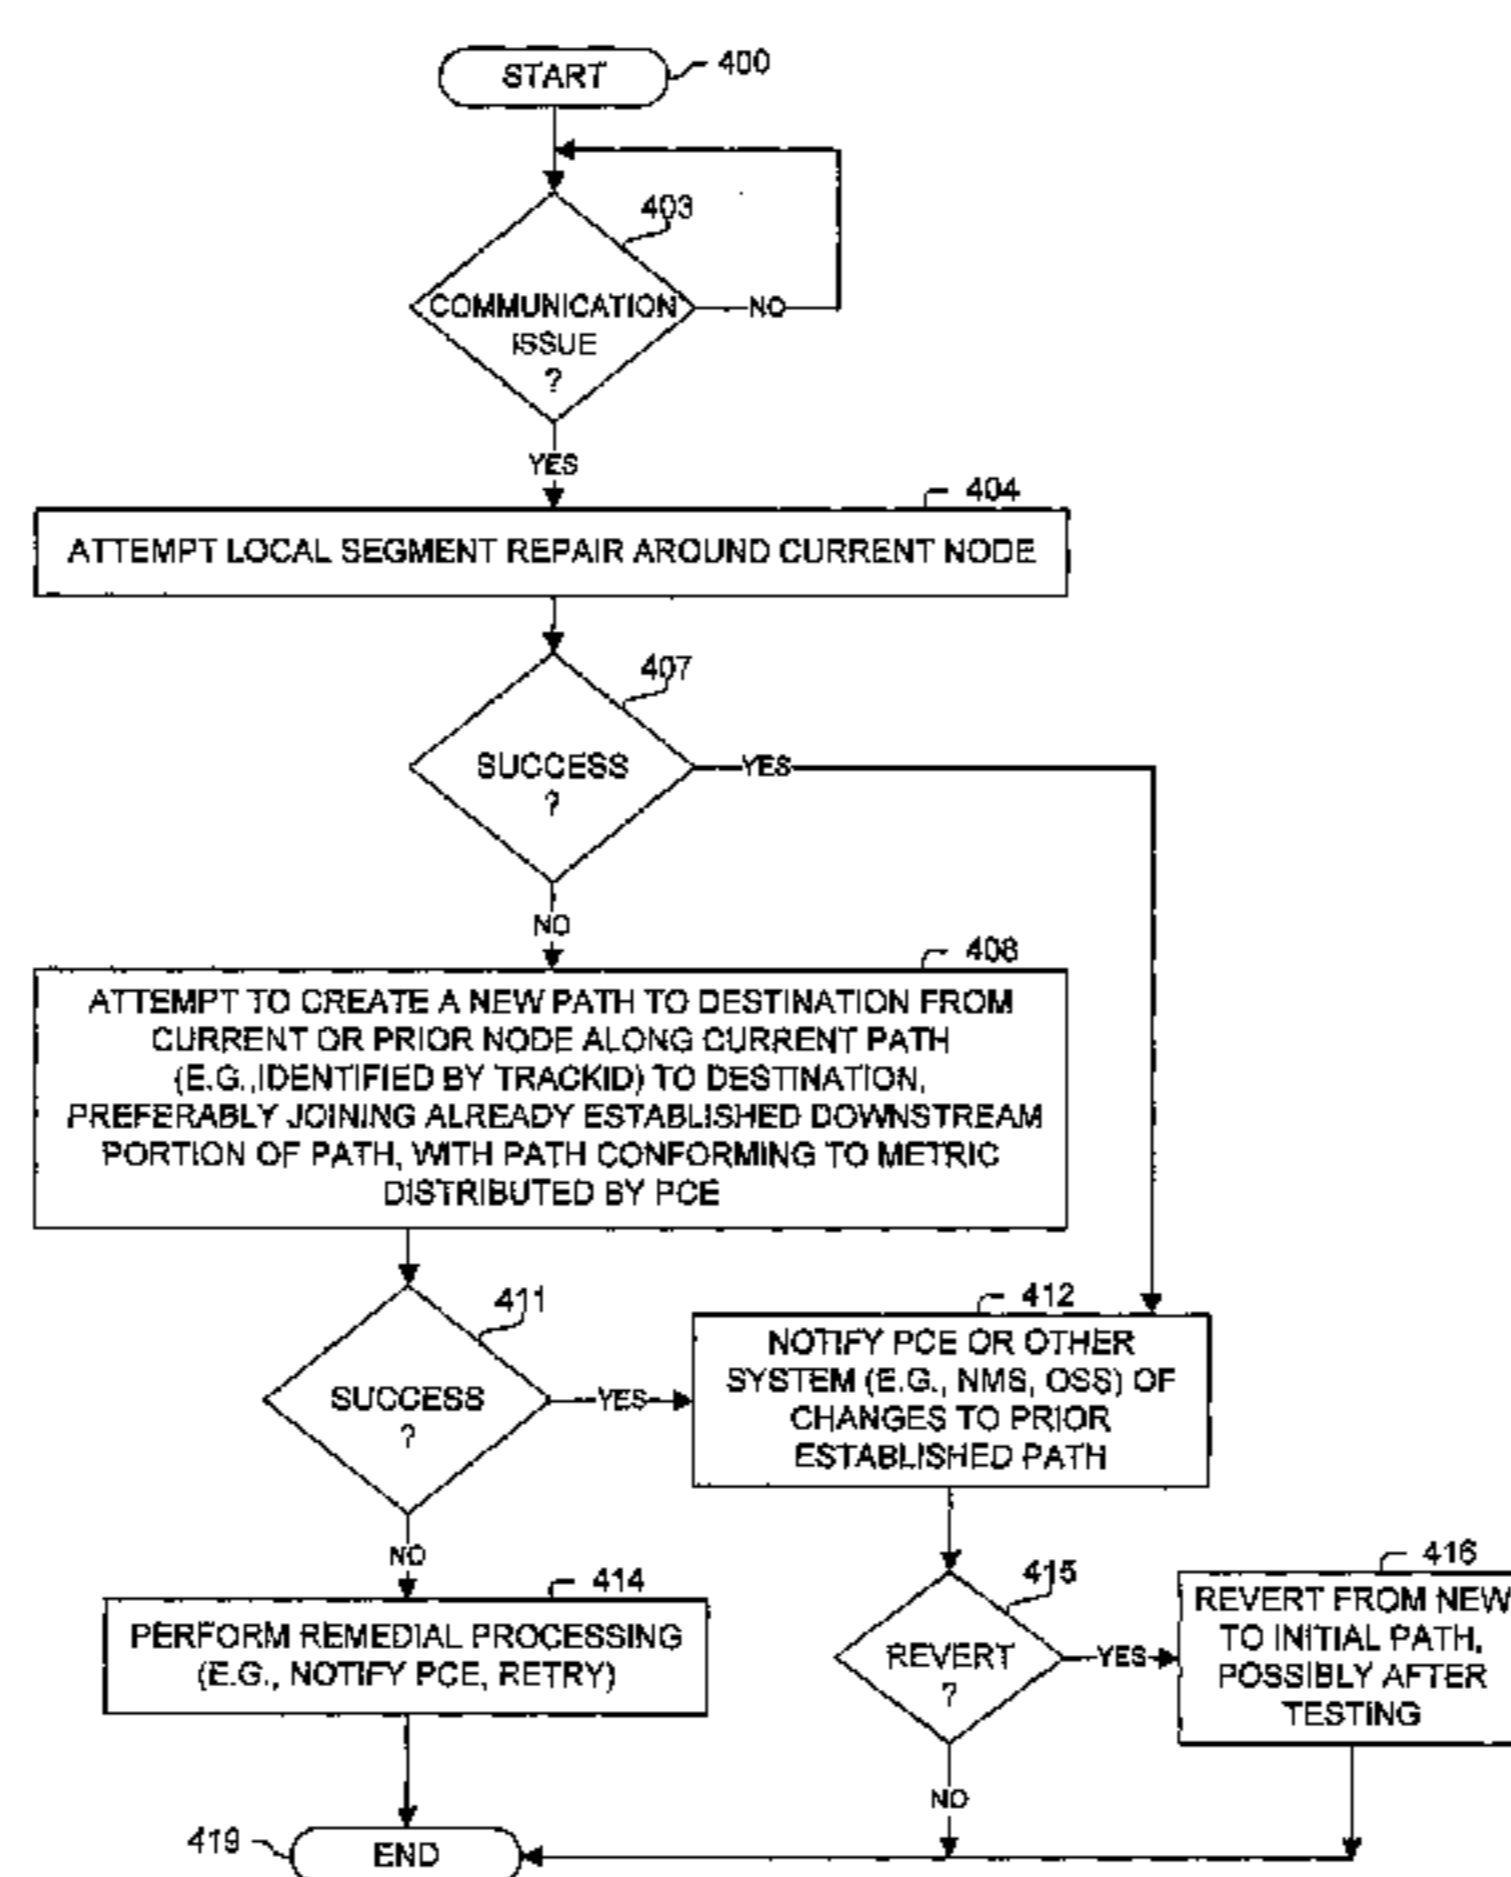 START
400
403
COMMUNICATION
ISSUE
?
NO
YES
404
ATTEMPT LOCAL SEGMENT REPAIR AROUND CURRENT NODE
407
SUCCESS
?
YES
NO
408
ATTEMPT TO CREATE A NEW PATH TO DESTINATION FROM
CURRENT OR PRIOR NODE ALONG CURRENT PATH
(E.G.,IDENTIFIED BY TRACKID) TO DESTINATION,
PREFERABLY JOINING ALREADY ESTABLISHED DOWNSTREAM
PORTION OF PATH, WITH PATH CONFORMING TO METRIC
DISTRIBUTED BY PCE
411
SUCCESS
?
YES
NO
412
NOTIFY PCE OR OTHER
SYSTEM (E.G., NMS, OSS) OF
CHANGES TO PRIOR
ESTABLISHED PATH
414
PERFORM REMEDIAL PROCESSING
(E.G., NOTIFY PCE, RETRY)
415
REVERT
?
YES
NO
416
REVERT FROM NEW
TO INITIAL PATH,
POSSIBLY AFTER
TESTING
419
END